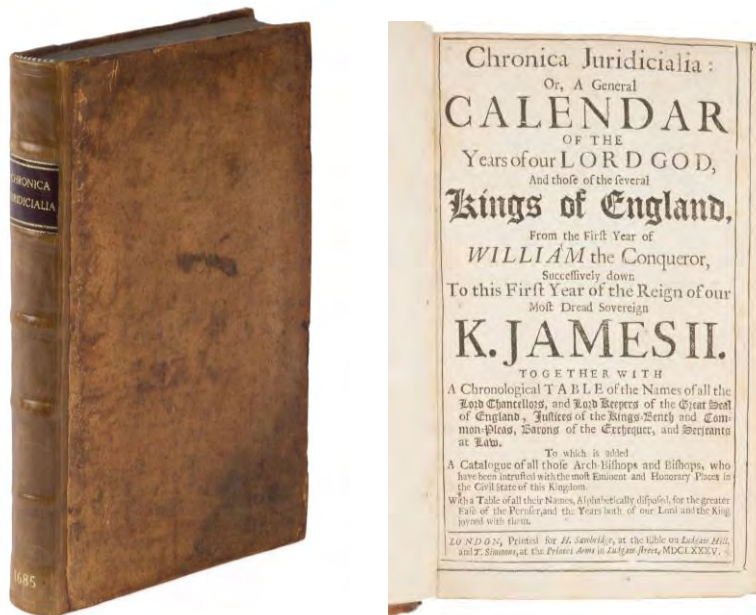 CHRONICA
JURIDICIALIA
1685
Chronica Juridicialia:
Or, A General
CALENDAR
OF THE
Years of our LORD GOD,
And thoſe of the ſeveral
Kings of England,
From the Firſt Year of
WILLIAM the Conqueror,
Succeſſively down
To this Firſt Year of the Reign of our
Moſt Dread Sovereign
K. JAMES II.
TOGETHER WITH
A Chronological TABLE of the Names of all the
Lord Chancellors, and Lord Keepers of the Great Seal
of England, Juſtices of the Kings-Bench and Com-
mon-Pleas, Barons of the Exchequer, and Serjeants
at Law.
To which is added
A Catalogue of all thoſe Arch-Biſhops and Biſhops, who
have been intruſted with the moſt Eminent and Honorary Places in
the Civil State of this Kingdom.
With a Table of all their Names, Alphabetically diſpoſed, for the greater
Eaſe of the Peruſer, and the Years both of our Lord and the King
joyned with them.
LONDON, Printed for H. Sawbridge, at the Bible on Ludgate Hill,
and T. Simmons, at the Princes Arms in Ludgate ſtreet, MDCLXXXV.